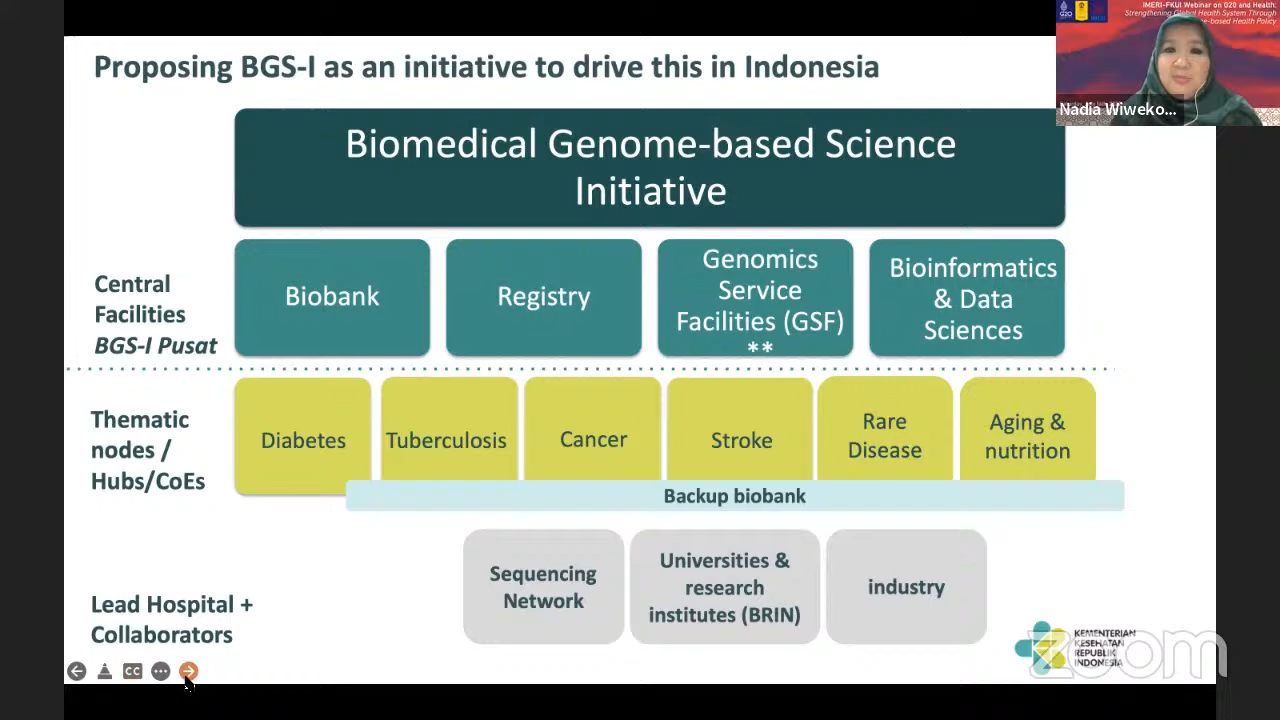 Proposing BGS-I as an initiative to drive this in Indonesia
IMERI-FKUI Webinar on G20 and Health:
Strengthening Global Health System Through
e-based Health Policy
Nadia Wiweko...
Biomedical Genome-based Science
Initiative
Central
Facilities
BGS-I Pusat
Biobank
Registry
Genomics
Service
Facilities (GSF)
**
Bioinformatics
& Data
Sciences
Thematic
nodes /
Hubs/CoEs
Diabetes
Tuberculosis
Cancer
Stroke
Rare
Disease
Aging &
nutrition
Backup biobank
Lead Hospital +
Collaborators
Sequencing
Network
Universities &
research
institutes (BRIN)
industry
KEMENTERIAN
KESEHATAN
REPUBLIK
INDONESIA
zoom
CC